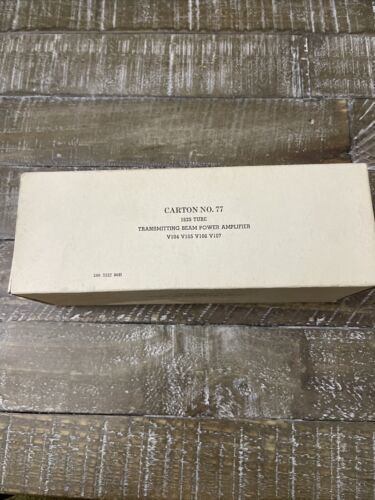 CARTON NO. 77
1625 TUBE
TRANSMITTING BEAM POWER AMPLIFIER
V104 V105 V106 V107